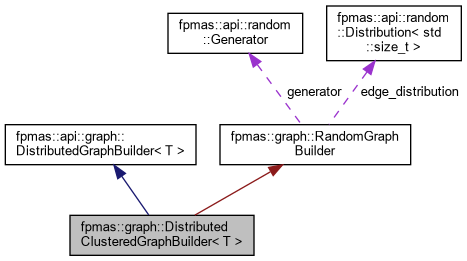 fpmas::api::random
::Generator
fpmas::api::random
::Distribution< std
::size_t >
generator
edge_distribution
fpmas::api::graph::
DistributedGraphBuilder< T >
fpmas::graph::RandomGraph
Builder
fpmas::graph::Distributed
ClusteredGraphBuilder< T >